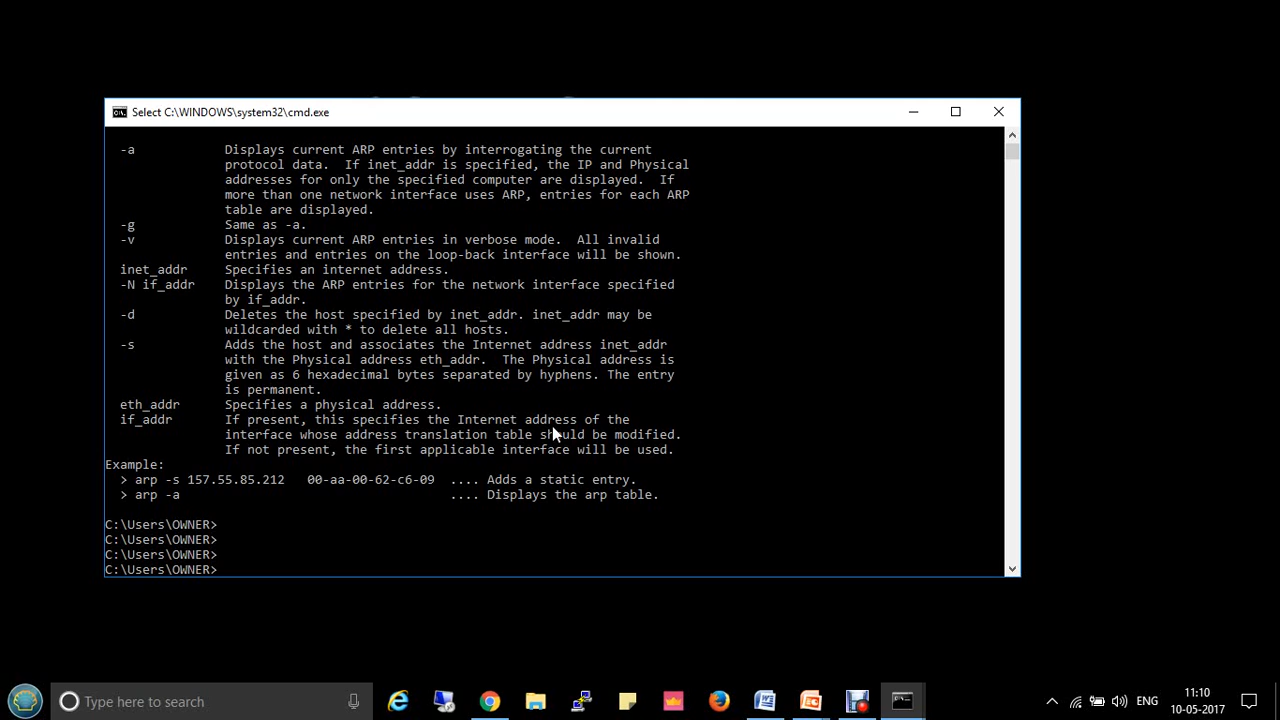 Select C:\WINDOWS\system32\cmd.exe
-a Displays current ARP entries by interrogating the current
protocol data. If inet_addr is specified, the IP and Physical
addresses for only the specified computer are displayed. If
more than one network interface uses ARP, entries for each ARP
table are displayed.
-g Same as -a.
-v Displays current ARP entries in verbose mode. All invalid
entries and entries on the loop-back interface will be shown.
inet_addr Specifies an internet address.
-N if_addr Displays the ARP entries for the network interface specified
by if_addr.
-d Deletes the host specified by inet_addr. inet_addr may be
wildcarded with * to delete all hosts.
-s Adds the host and associates the Internet address inet_addr
with the Physical address eth_addr. The Physical address is
given as 6 hexadecimal bytes separated by hyphens. The entry
is permanent.
eth_addr Specifies a physical address.
if_addr If present, this specifies the Internet address of the
interface whose address translation table should be modified.
If not present, the first applicable interface will be used.
Example:
> arp -s 157.55.85.212 00-aa-00-62-c6-09 .... Adds a static entry.
> arp -a .... Displays the arp table.
C:\Users\OWNER>
C:\Users\OWNER>
C:\Users\OWNER>
C:\Users\OWNER>
Type here to search
ENG
11:10
10-05-2017